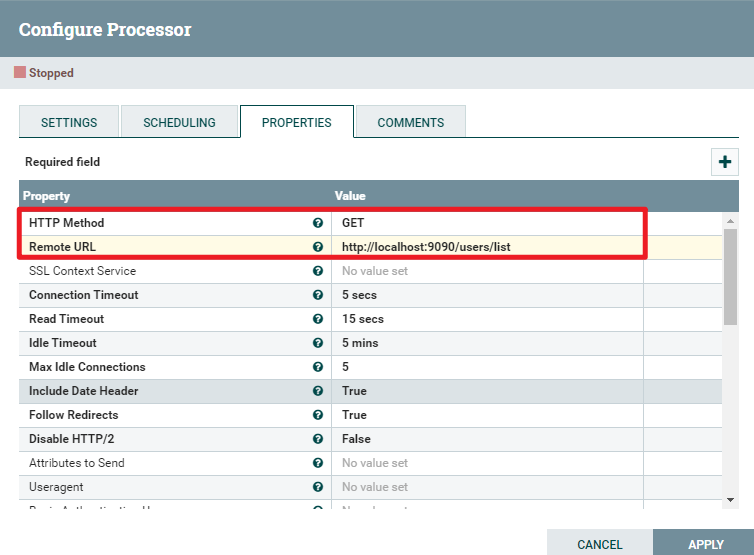 Configure Processor
Stopped
SETTINGS SCHEDULING PROPERTIES COMMENTS
Required field
Property Value
HTTP Method GET
Remote URL http://localhost:9090/users/list
SSL Context Service No value set
Connection Timeout 5 secs
Read Timeout 15 secs
Idle Timeout 5 mins
Max Idle Connections 5
Include Date Header True
Follow Redirects True
Disable HTTP/2 False
Attributes to Send No value set
Useragent No value set
CANCEL APPLY